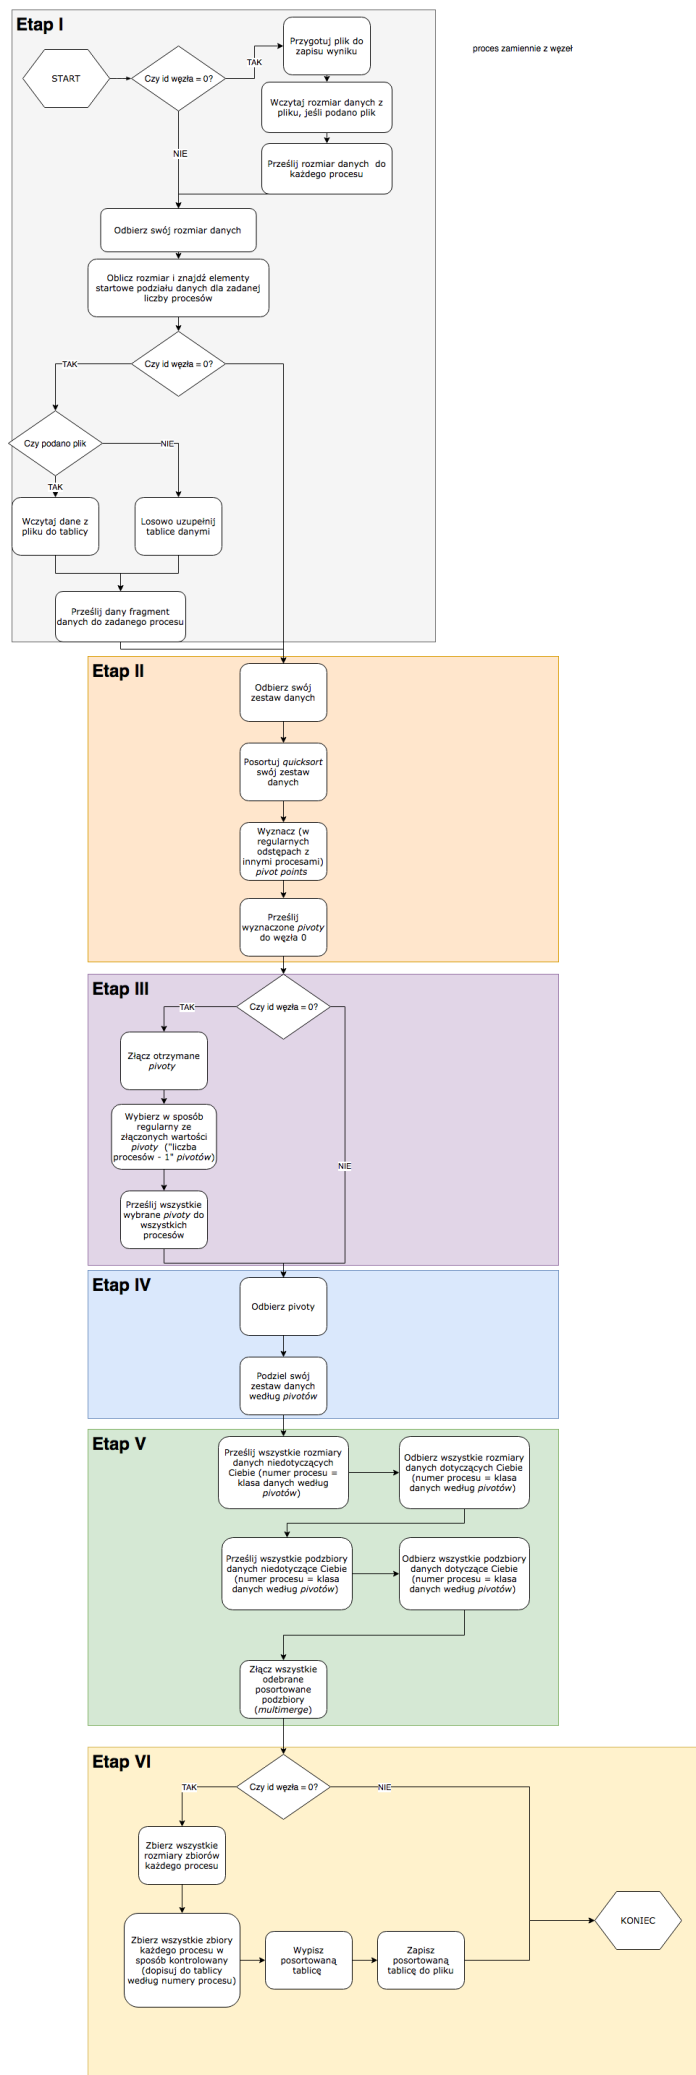 Etap I
proces zamiennie z węzeł
START
Czy id węzła = 0?
TAK
Przygotuj plik do
zapisu wyniku
Wczytaj rozmiar danych z
pliku, jeśli podano plik
NIE
Prześlij rozmiar danych do
każdego procesu
Odbierz swój rozmiar danych
Oblicz rozmiar i znajdź elementy
startowe podziału danych dla zadanej
liczby procesów
Czy id węzła = 0?
TAK
Czy podano plik
NIE
TAK
Wczytaj dane z
pliku do tablicy
Losowo uzupełnij
tablice danymi
Prześlij dany fragment
danych do zadanego procesu
Etap II
Odbierz swój
zestaw danych
Posortuj quicksort
swój zestaw
danych
Wyznacz (w
regularnych
odstępach z
innymi procesami)
pivot points
Prześlij
wyznaczone pivoty
do węzła 0
Etap III
Czy id węzła = 0?
TAK
Złącz otrzymane
pivoty
Wybierz w sposób
regularny ze
złączonych wartości
pivoty ("liczba
procesów - 1" pivotów)
NIE
Prześlij wszystkie
wybrane pivoty do
wszystkich
procesów
Etap IV
Odbierz pivoty
Podziel swój
zestaw danych
według pivotów
Etap V
Prześlij wszystkie rozmiary
danych niedotyczących
Ciebie (numer procesu =
klasa danych według
pivotów)
Odbierz wszystkie rozmiary
danych dotyczących Ciebie
(numer procesu = klasa
danych według pivotów)
Prześlij wszystkie podzbiory
danych niedotyczące Ciebie
(numer procesu = klasa
danych według pivotów)
Odbierz wszystkie podzbiory
danych dotyczące Ciebie
(numer procesu = klasa
danych według pivotów)
Złącz wszystkie
odebrane
posortowane
podzbiory
(multimerge)
Etap VI
Czy id węzła = 0?
TAK
NIE
Zbierz wszystkie
rozmiary zbiorów
każdego procesu
Zbierz wszystkie zbiory
każdego procesu w
sposób kontrolowany
(dopisuj do tablicy
według numery procesu)
Wypisz
posortowaną
tablicę
Zapisz
posortowaną
tablicę do pliku
KONIEC